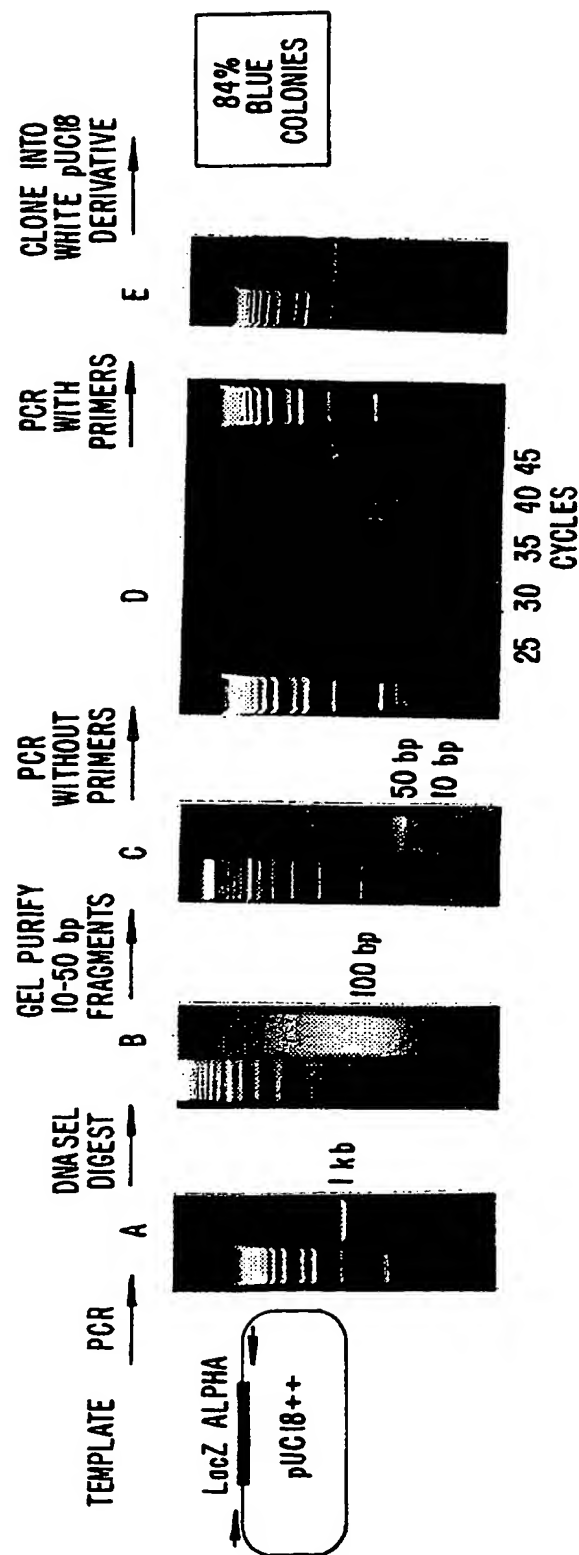 TEMPLATE
PCR
A
DNASEL
DIGEST
B
GEL PURIFY
10-50 bp
FRAGMENTS
C
PCR
WITHOUT
PRIMERS
D
PCR
WITH
PRIMERS
E
CLONE INTO
WHITE pUC18
DERIVATIVE
LacZ ALPHA
pUC18++
1 kb
100 bp
50 bp
10 bp
25 30 35 40 45
CYCLES
84%
BLUE
COLONIES